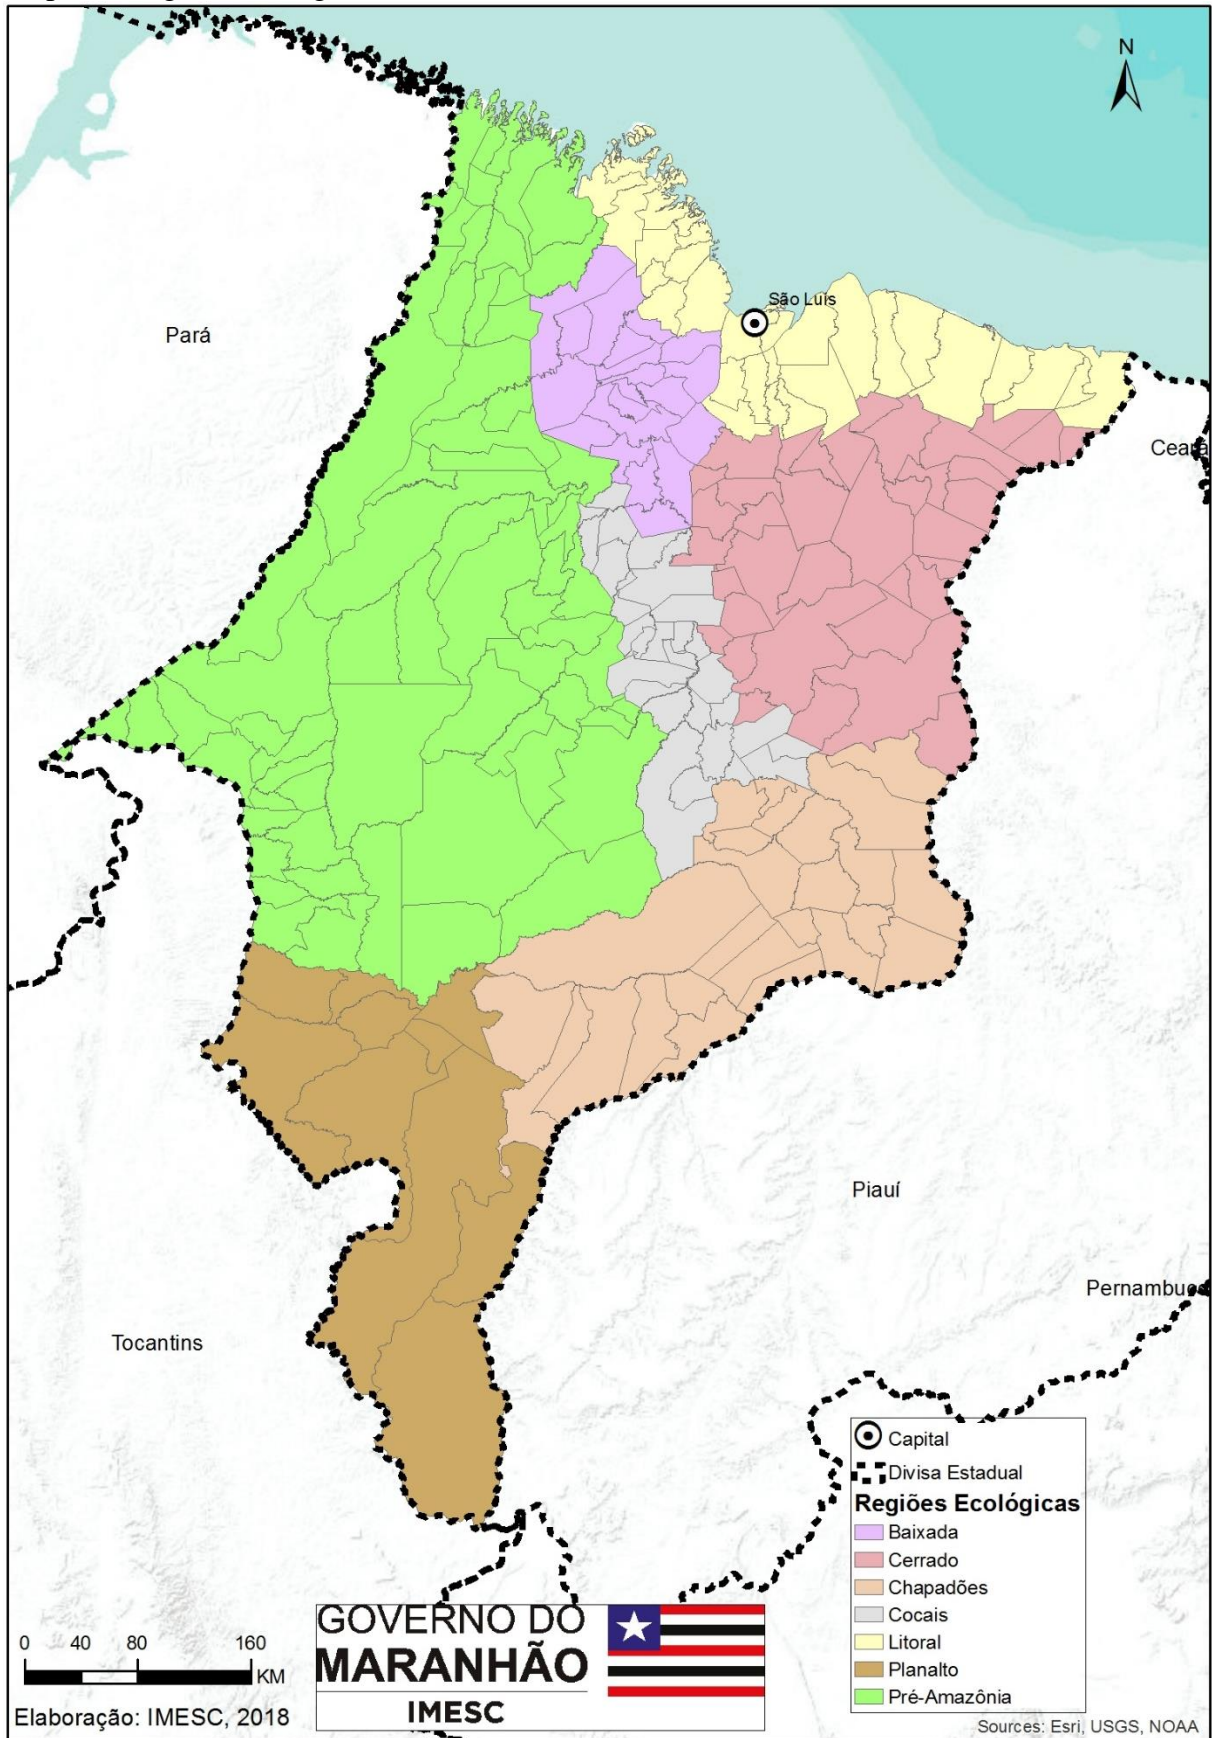 N
São Luís
Pará
Ceará
Piauí
Pernambuco
Tocantins
Capital
Divisa Estadual
Regiões Ecológicas
Baixada
Cerrado
Chapadões
Cocais
Litoral
Planalto
Pré-Amazônia
0 40 80 160
KM
GOVERNO DO
MARANHÃO
IMESC
Elaboração: IMESC, 2018
Sources: Esri, USGS, NOAA